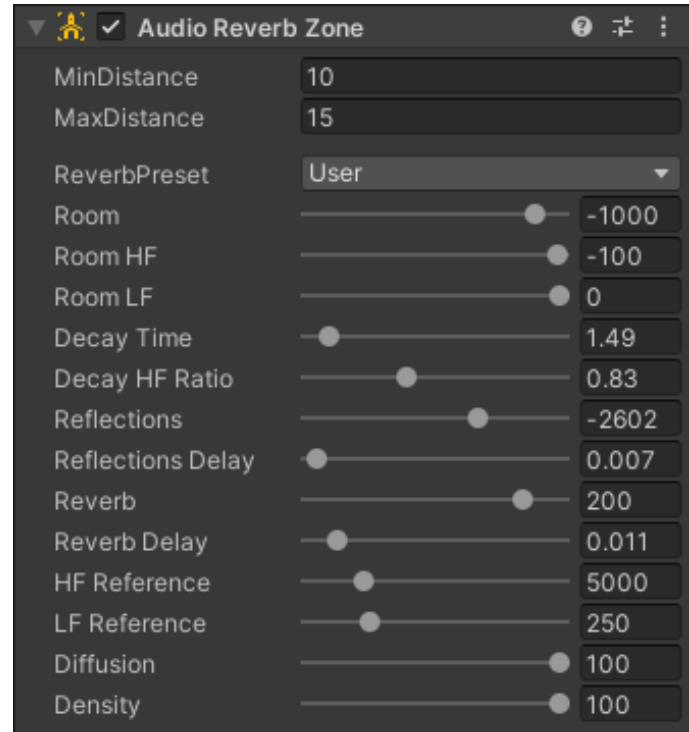 Audio Reverb Zone
MinDistance 10
MaxDistance 15
ReverbPreset User
Room -1000
Room HF -100
Room LF 0
Decay Time 1.49
Decay HF Ratio 0.83
Reflections -2602
Reflections Delay 0.007
Reverb 200
Reverb Delay 0.011
HF Reference 5000
LF Reference 250
Diffusion 100
Density 100